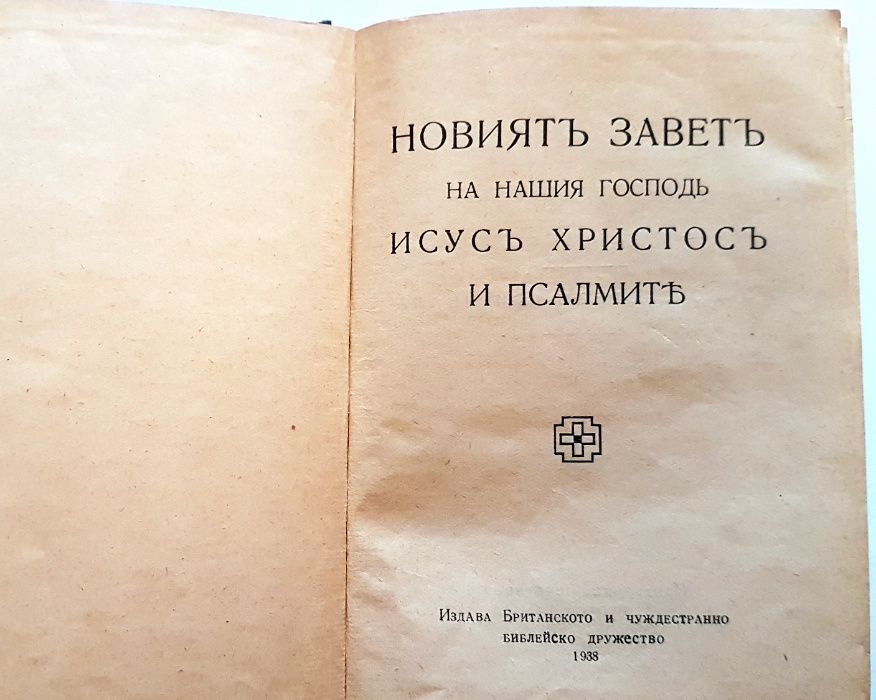 НОВИЯТЪ ЗАВЕТЪ
НА НАШИЯ ГОСПОДЬ
ИСУСЪ ХРИСТОСЪ
И ПСАЛМИТѢ
Издава Британското и чуждестранно
библейско дружество
1938